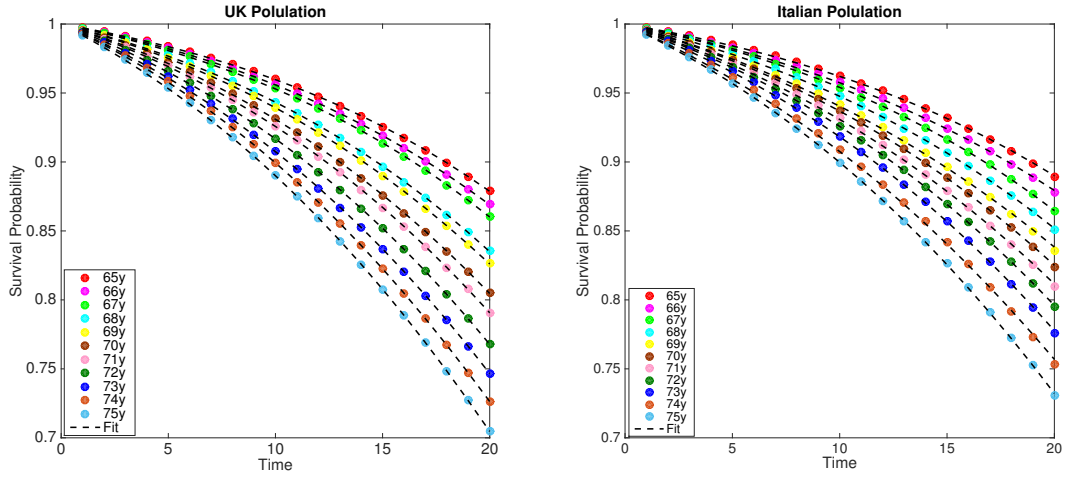 UK Polulation
Survival Probability
1
0.95
0.9
0.85
0.8
0.75
0.7
0
5
10
15
20
Time
65y
66y
67y
68y
69y
70y
71y
72y
73y
74y
75y
Fit
Italian Polulation
Survival Probability
1
0.95
0.9
0.85
0.8
0.75
0.7
0
5
10
15
20
Time
65y
66y
67y
68y
69y
70y
71y
72y
73y
74y
75y
Fit